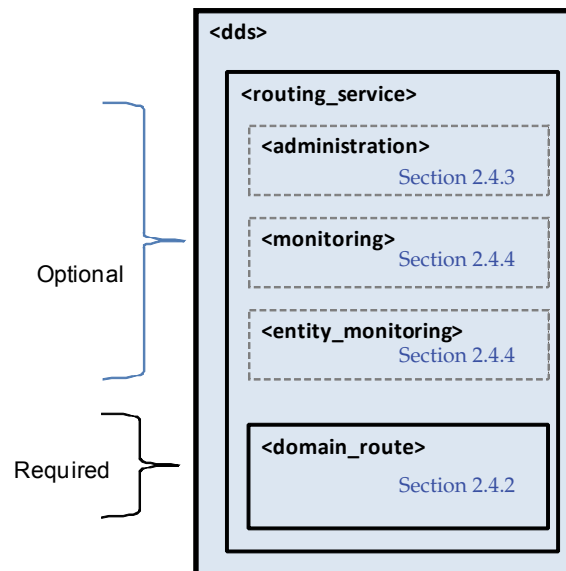 <dds>
<routing_service>
<administration>
Section 2.4.3
<monitoring>
Section 2.4.4
Optional
<entity_monitoring>
Section 2.4.4
<domain_route>
Required
Section 2.4.2